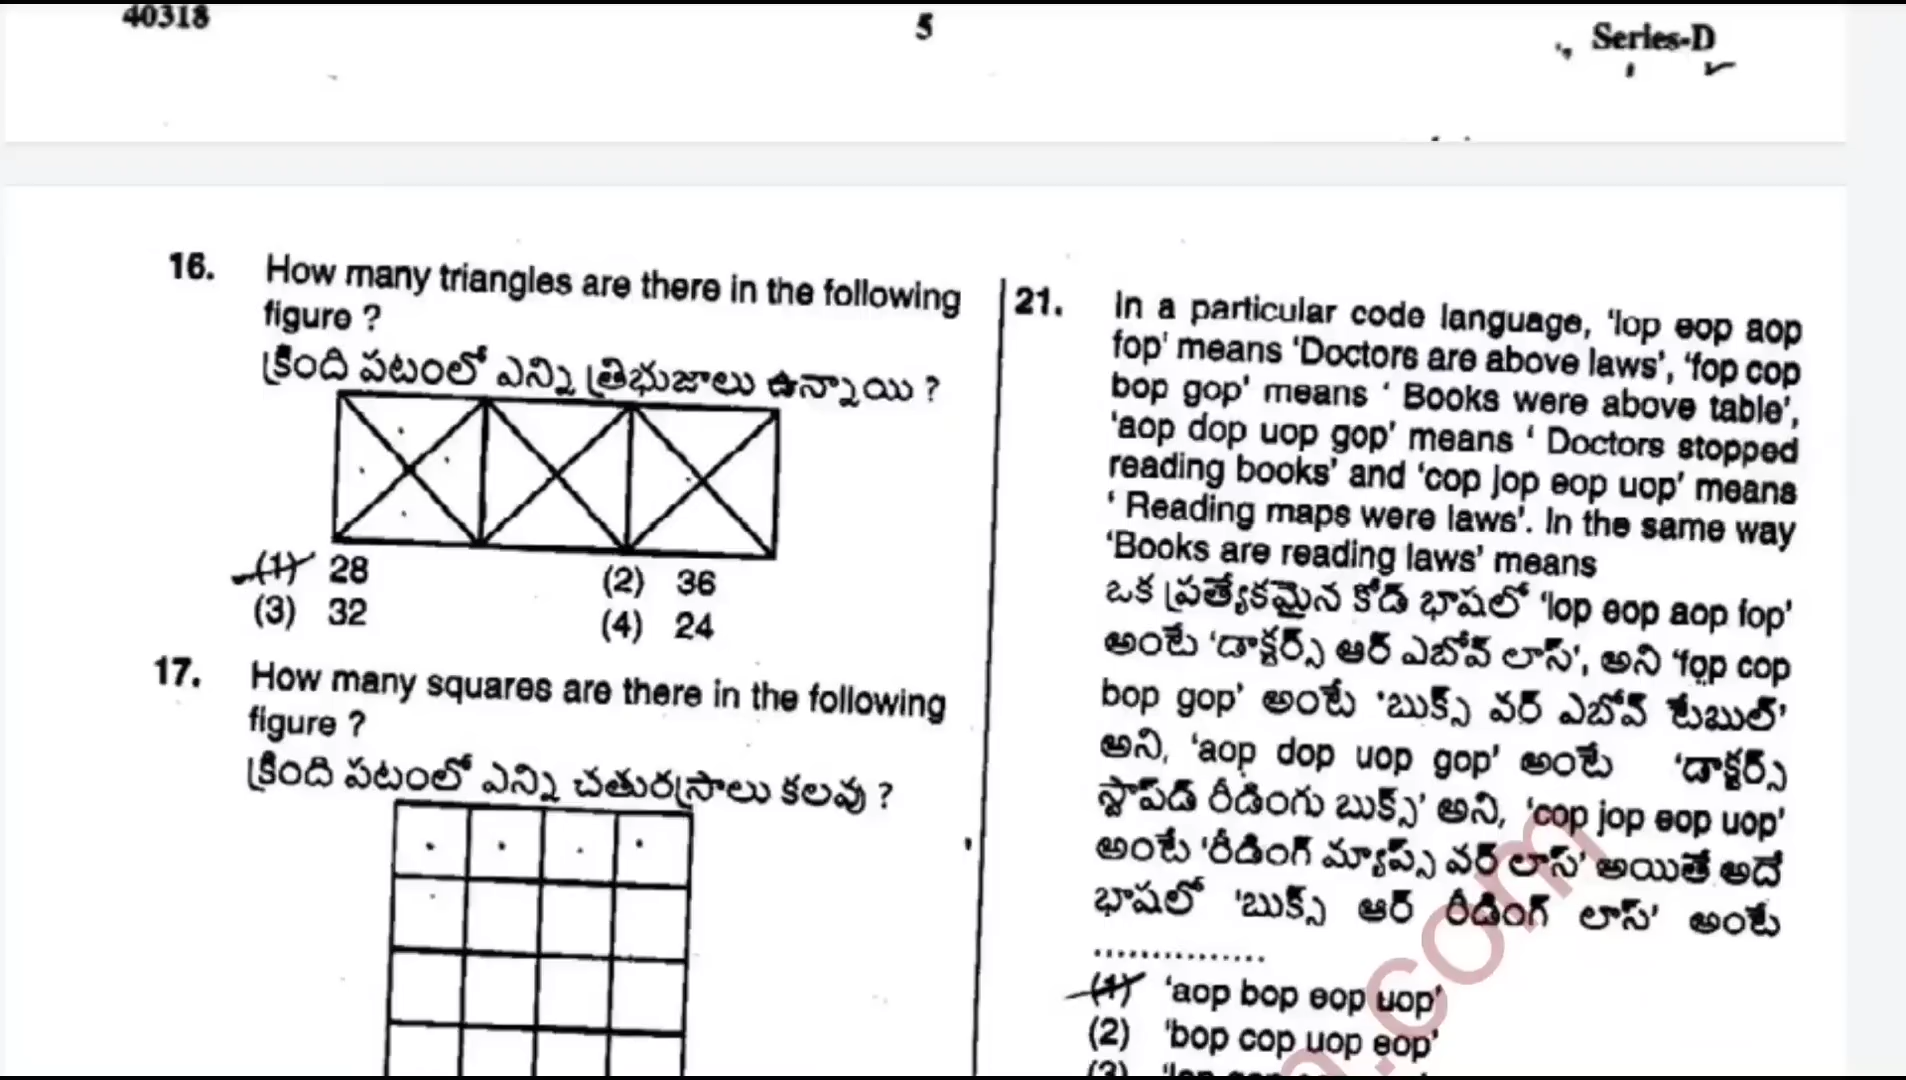 40318
5
Series-D
16. How many triangles are there in the following
figure ?
క్రింది పటంలో ఎన్ని త్రిభుజాలు ఉన్నాయి ?
(1) 28
(2) 36
(3) 32
(4) 24
17. How many squares are there in the following
figure ?
క్రింది పటంలో ఎన్ని చతురస్రాలు కలవు ?
21. In a particular code language, 'lop eop aop
fop' means 'Doctors are above laws', 'fop cop
bop gop' means ' Books were above table',
'aop dop uop gop' means ' Doctors stopped
reading books' and 'cop jop eop uop' means
' Reading maps were laws'. In the same way
'Books are reading laws' means
ఒక ప్రత్యేకమైన కోడ్ భాషలో 'lop eop aop fop'
అంటే 'డాక్టర్స్ ఆర్ ఎబోవ్ లాస్', అని 'fop cop
bop gop' అంటే 'బుక్స్ వర్ ఎబోవ్ టేబుల్'
అని, 'aop dop uop gop' అంటే 'డాక్టర్స్
స్టాప్‌డ్ రీడింగు బుక్స్' అని, 'cop jop eop uop'
అంటే 'రీడింగ్ మ్యాప్స్ వర్ లాస్' అయితే అదే
భాషలో 'బుక్స్ ఆర్ రీడింగ్ లాస్' అంటే
...............
(1) 'aop bop eop uop'
(2) 'bop cop uop eop'
(3)
.com